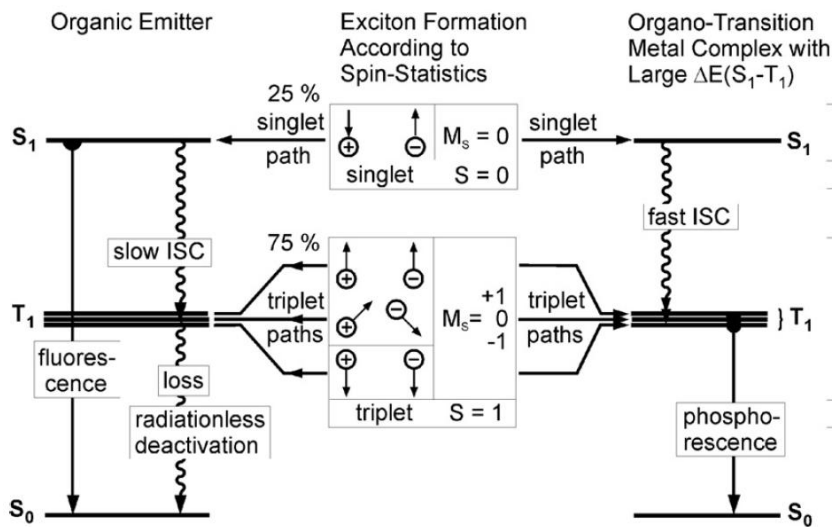 Organic Emitter
Exciton Formation
According to
Spin-Statistics
Organo-Transition
Metal Complex with
Large ΔE(S₁-T₁)
25 %
singlet
path
S₁
⊕ ⊖
M_s = 0
singlet S = 0
singlet
path
S₁
slow ISC
fast ISC
75 %
triplet
paths
T₁
⊕ ⊖
⊕ ⊖
⊕ ⊖
+1
M_s= 0
-1
triplet S = 1
triplet
paths
} T₁
fluores-
cence
loss
radiationless
deactivation
phospho-
rescence
S₀
S₀